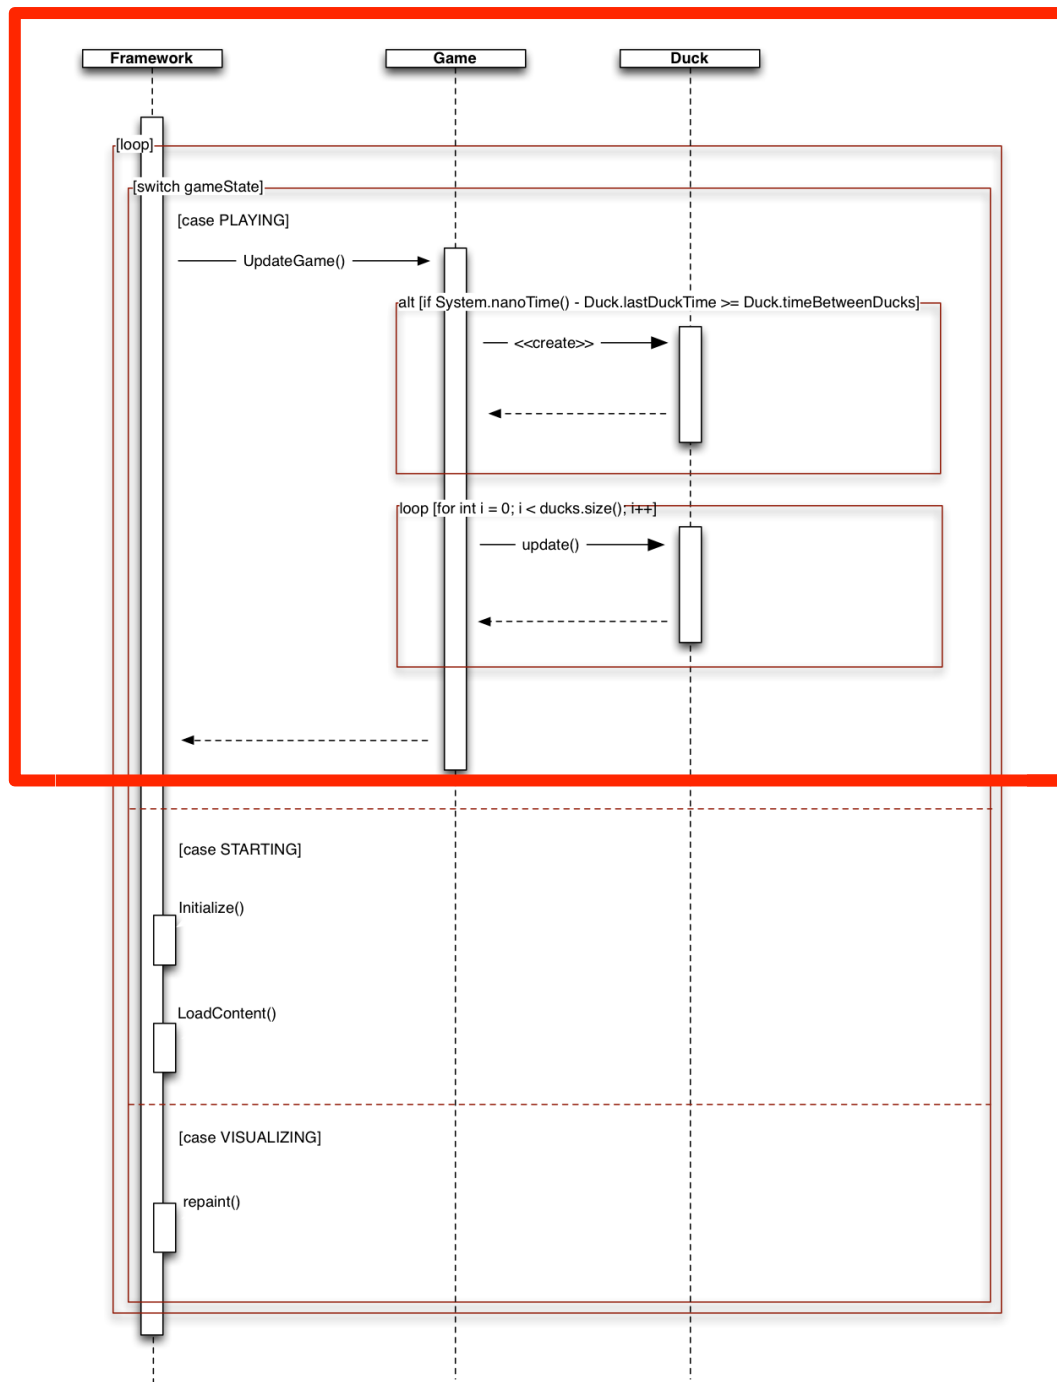 Framework
Game
Duck
[loop]
[switch gameState]
[case PLAYING]
UpdateGame()
alt [if System.nanoTime() - Duck.lastDuckTime >= Duck.timeBetweenDucks]
<<create>>
loop [for int i = 0; i < ducks.size(); i++]
update()
[case STARTING]
Initialize()
LoadContent()
[case VISUALIZING]
repaint()